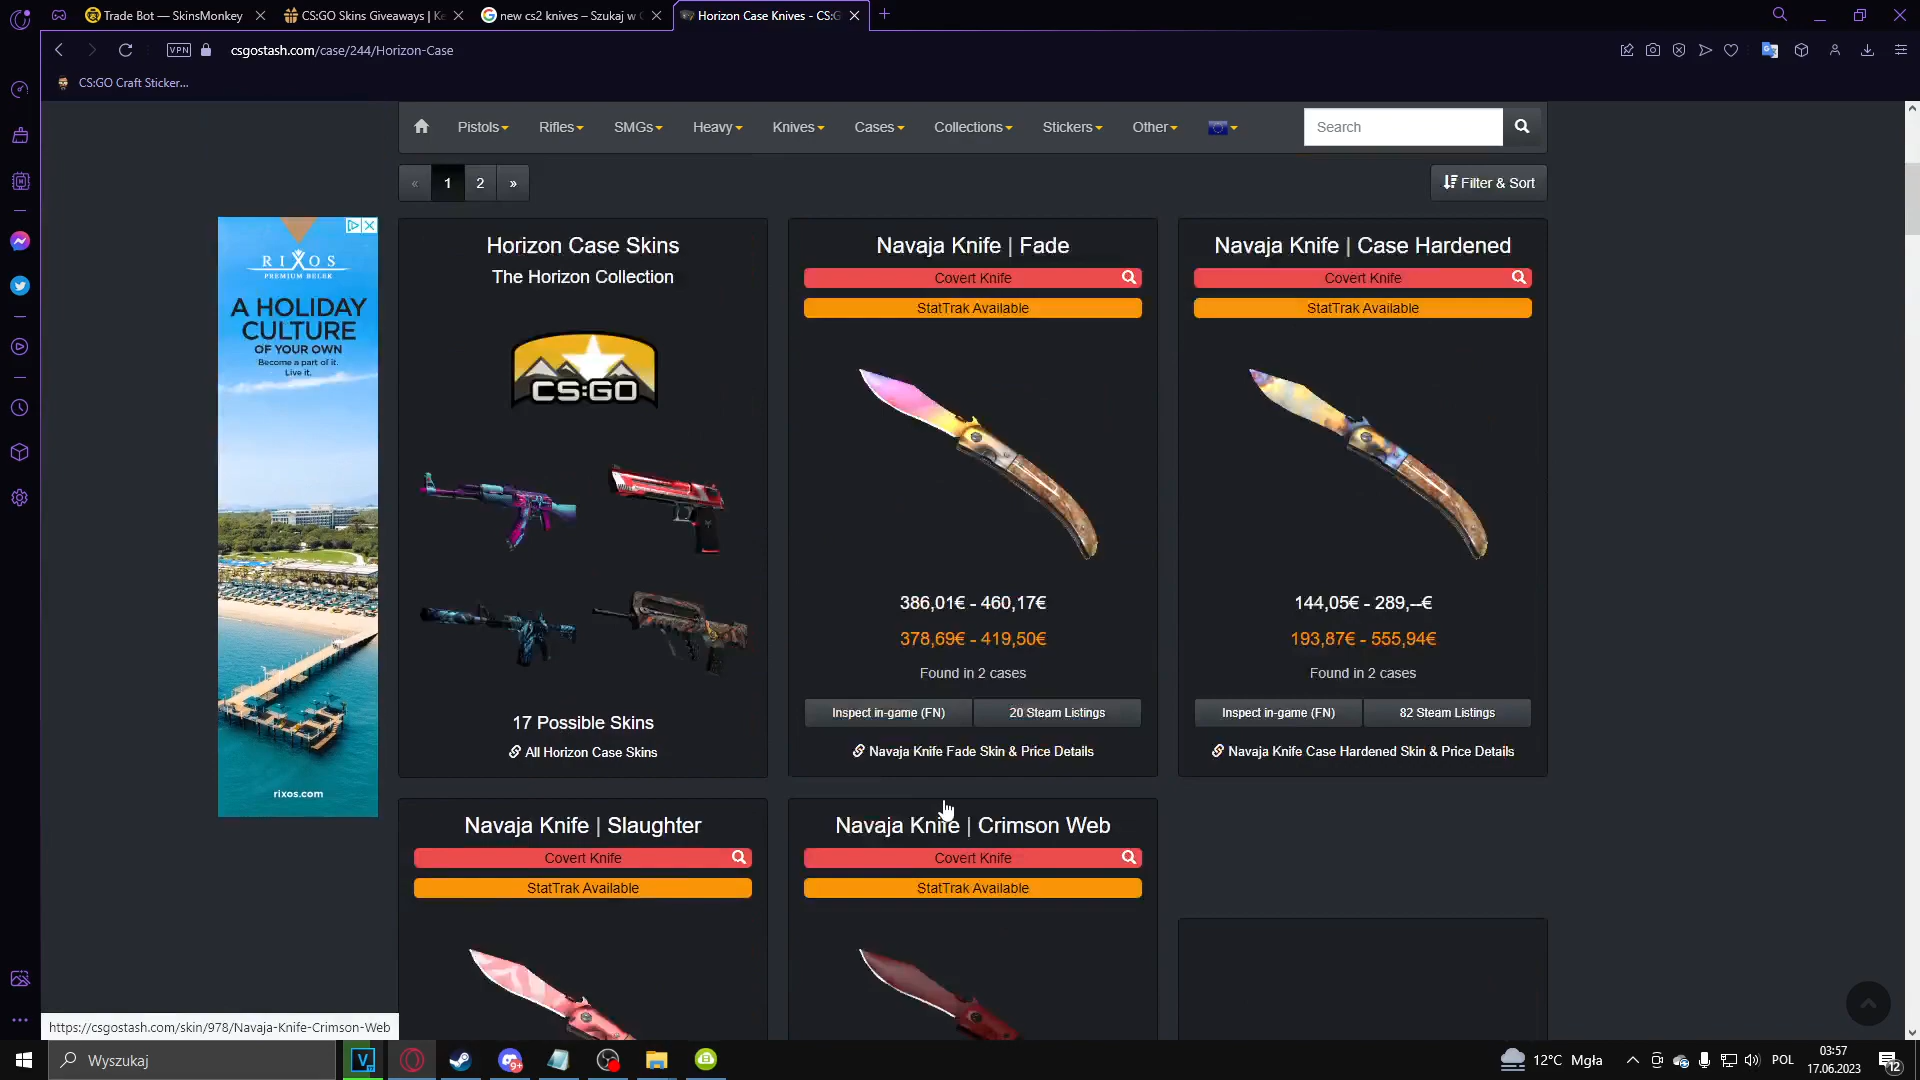 Trade Bot — SkinsMonkey
CS:GO Skins Giveaways | Ke
new cs2 knives – Szukaj w G
Horizon Case Knives - CS:G
VPN
csgostash.com/case/244/Horizon-Case
CS:GO Craft Sticker...
Pistols
Rifles
SMGs
Heavy
Knives
Cases
Collections
Stickers
Other
Search
«
1
2
»
Filter & Sort
RIXOS
PREMIUM BELEK
A HOLIDAY
CULTURE
OF YOUR OWN
Become a part of it.
Live it.
rixos.com
Horizon Case Skins
The Horizon Collection
CS:GO
17 Possible Skins
All Horizon Case Skins
Navaja Knife | Fade
Covert Knife
StatTrak Available
386,01€ - 460,17€
378,69€ - 419,50€
Found in 2 cases
Inspect in-game (FN)
20 Steam Listings
Navaja Knife Fade Skin & Price Details
Navaja Knife | Case Hardened
Covert Knife
StatTrak Available
144,05€ - 289,--€
193,87€ - 555,94€
Found in 2 cases
Inspect in-game (FN)
82 Steam Listings
Navaja Knife Case Hardened Skin & Price Details
Navaja Knife | Slaughter
Covert Knife
StatTrak Available
Navaja Knife | Crimson Web
Covert Knife
StatTrak Available
https://csgostash.com/skin/978/Navaja-Knife-Crimson-Web
Wyszukaj
V
9+
12°C Mgła
POL
03:57
17.06.2023
12